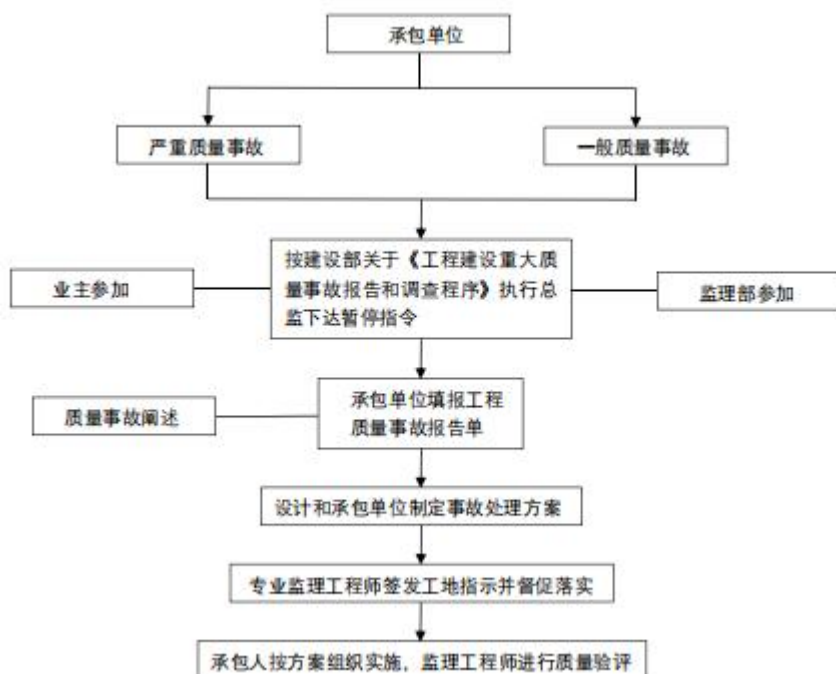 承包单位
严重质量事故
一般质量事故
按建设部关于《工程建设重大质
量事故报告和调查程序》执行总
监下达暂停指令
业主参加
监理部参加
承包单位填报工程
质量事故报告单
质量事故阐述
设计和承包单位制定事故处理方案
专业监理工程师签发工地指示并督促落实
承包人按方案组织实施，监理工程师进行质量验评